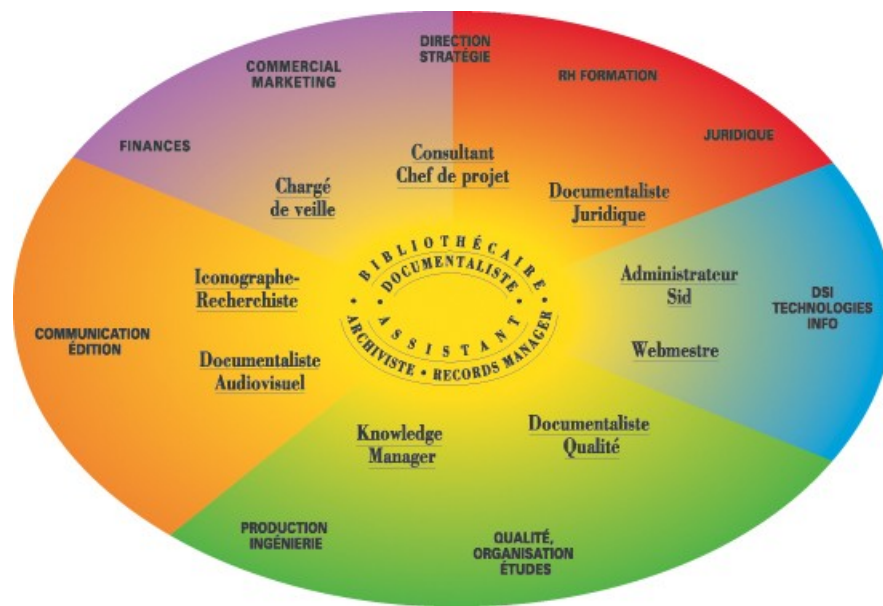 DIRECTION
STRATÉGIE
COMMERCIAL
MARKETING
RH FORMATION
FINANCES
JURIDIQUE
Consultant
Chef de projet
Chargé
de veille
Documentaliste
Juridique
• BIBLIOTHÉCAIRE •
• DOCUMENTALISTE •
ASSISTANT
ARCHIVISTE • RECORDS MANAGER
Iconographe-
Recherchiste
Administrateur
Sid
DSI
TECHNOLOGIES
INFO
COMMUNICATION
ÉDITION
Documentaliste
Audiovisuel
Webmestre
Knowledge
Manager
Documentaliste
Qualité
PRODUCTION
INGÉNIERIE
QUALITÉ,
ORGANISATION
ÉTUDES